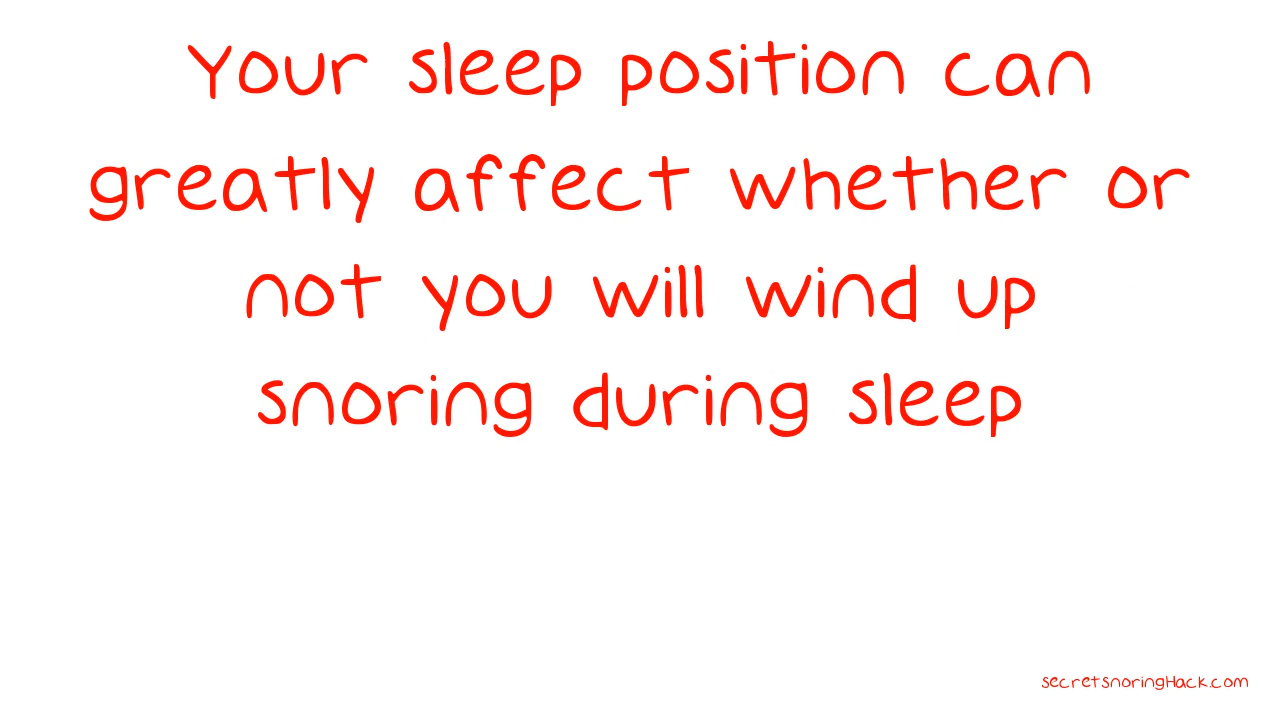 Your sleep position can
greatly affect whether or
not you will wind up
snoring during sleep
secretsnoringHack.com